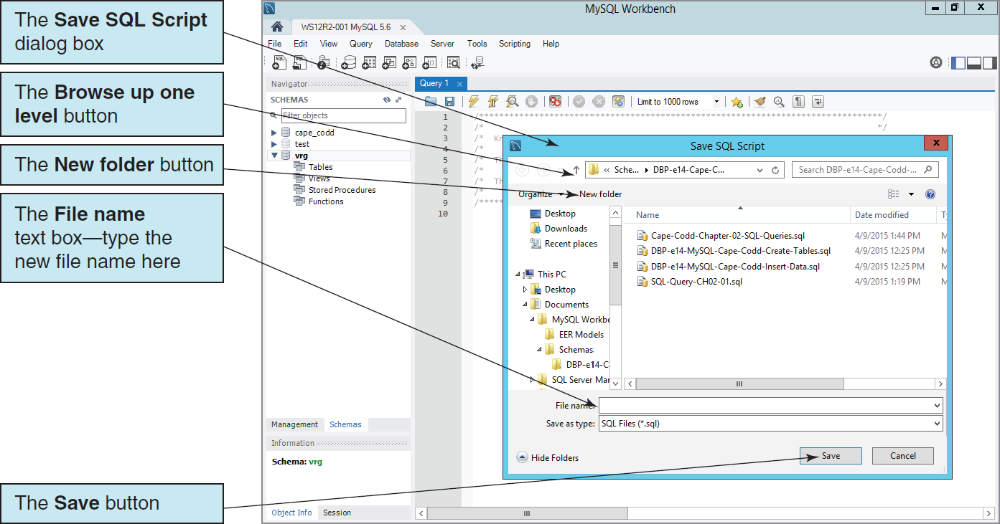 The Save SQL Script
dialog box
The Browse up one
level button
The New folder button
The File name
text box—type the
new file name here
The Save button
MySQL Workbench
WS12R2-001 MySQL 5.6
File Edit View Query Database Server Tools Scripting Help
Navigator
SCHEMAS
Filter objects
cape_codd
test
vrg
Tables
Views
Stored Procedures
Functions
Management Schemas
Information
Schema: vrg
Object Info Session
Query 1
Limit to 1000 rows
1
2
3
4
5
6
7
8
9
10
Save SQL Script
« Sche... DBP-e14-Cape-C...
Search DBP-e14-Cape-Codd-...
Organize New folder
Desktop
Downloads
Recent places
This PC
Desktop
Documents
MySQL Workbe
EER Models
Schemas
DBP-e14-C
SQL Server Mar
Name Date modified
Cape-Codd-Chapter-02-SQL-Queries.sql 4/9/2015 1:44 PM
DBP-e14-MySQL-Cape-Codd-Create-Tables.sql 4/9/2015 12:25 PM
DBP-e14-MySQL-Cape-Codd-Insert-Data.sql 4/9/2015 12:25 PM
SQL-Query-CH02-01.sql 4/9/2015 1:19 PM
File name:
Save as type: SQL Files (*.sql)
Hide Folders
Save Cancel